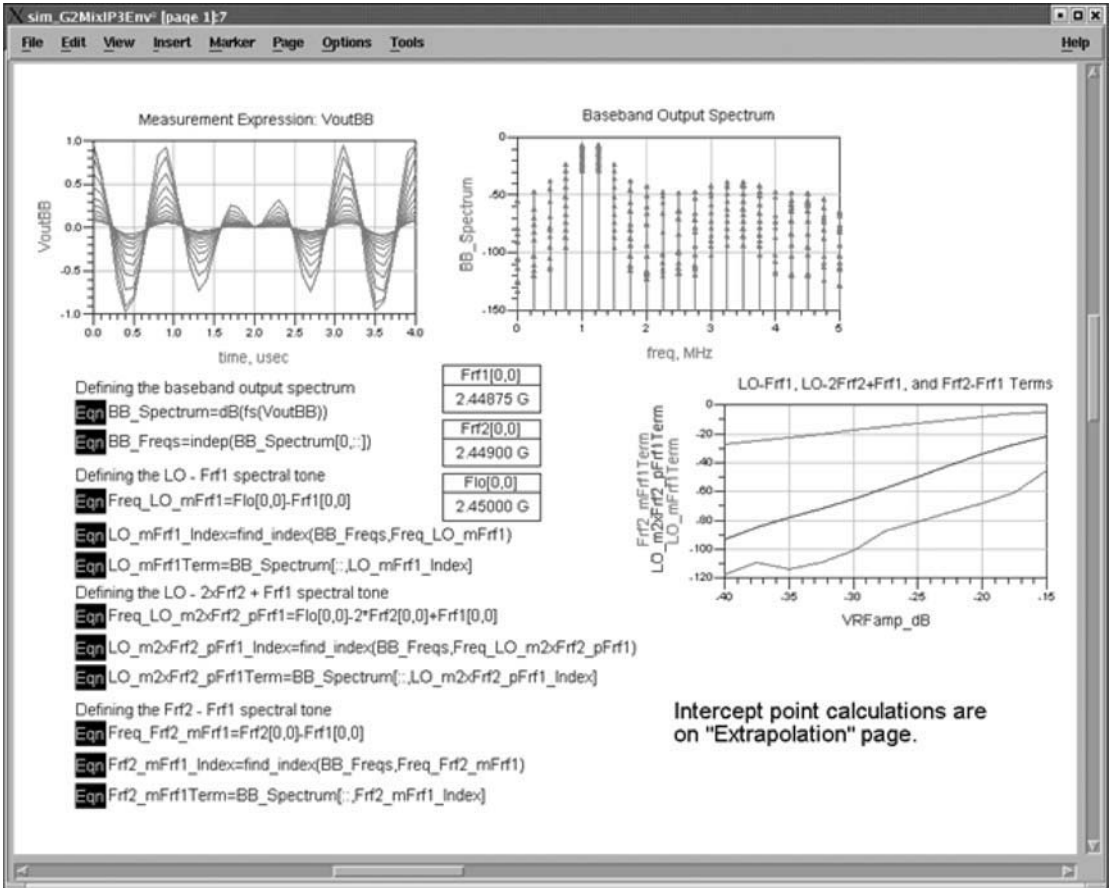 sim_G2MixIP3Env* [page 1]:7
File Edit View Insert Marker Page Options Tools Help
Measurement Expression: VoutBB
1.0
0.5
0.0
-0.5
-1.0
VoutBB
0.0 0.5 1.0 1.5 2.0 2.5 3.0 3.5 4.0
time, usec
Baseband Output Spectrum
0
-50
-100
-150
BB_Spectrum
0 1 2 3 4 5
freq, MHz
Defining the baseband output spectrum
Eqn BB_Spectrum=dB(fs(VoutBB))
Eqn BB_Freqs=indep(BB_Spectrum[0,::])
Defining the LO - Frf1 spectral tone
Eqn Freq_LO_mFrf1=Flo[0,0]-Frf1[0,0]
Eqn LO_mFrf1_Index=find_index(BB_Freqs,Freq_LO_mFrf1)
Eqn LO_mFrf1Term=BB_Spectrum[::,LO_mFrf1_Index]
Defining the LO - 2xFrf2 + Frf1 spectral tone
Eqn Freq_LO_m2xFrf2_pFrf1=Flo[0,0]-2*Frf2[0,0]+Frf1[0,0]
Eqn LO_m2xFrf2_pFrf1_Index=find_index(BB_Freqs,Freq_LO_m2xFrf2_pFrf1)
Eqn LO_m2xFrf2_pFrf1Term=BB_Spectrum[::,LO_m2xFrf2_pFrf1_Index]
Defining the Frf2 - Frf1 spectral tone
Eqn Freq_Frf2_mFrf1=Frf2[0,0]-Frf1[0,0]
Eqn Frf2_mFrf1_Index=find_index(BB_Freqs,Freq_Frf2_mFrf1)
Eqn Frf2_mFrf1Term=BB_Spectrum[::,Frf2_mFrf1_Index]
Frf1[0,0]
2.44875 G
Frf2[0,0]
2.44900 G
Flo[0,0]
2.45000 G
LO-Frf1, LO-2Frf2+Frf1, and Frf2-Frf1 Terms
0
-20
-40
-60
-80
-100
-120
Frf2_mFrf1Term
LO_m2xFrf2_pFrf1Term
LO_mFrf1Term
-40 -35 -30 -25 -20 -15
VRFamp_dB
Intercept point calculations are
on "Extrapolation" page.